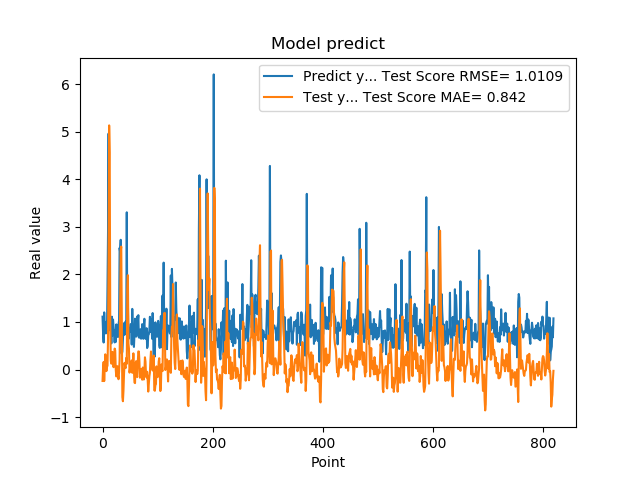 Model predict
Predict y... Test Score RMSE= 1.0109
Test y... Test Score MAE= 0.842
6
5
4
3
2
1
0
−1
Real value
0 200 400 600 800
Point